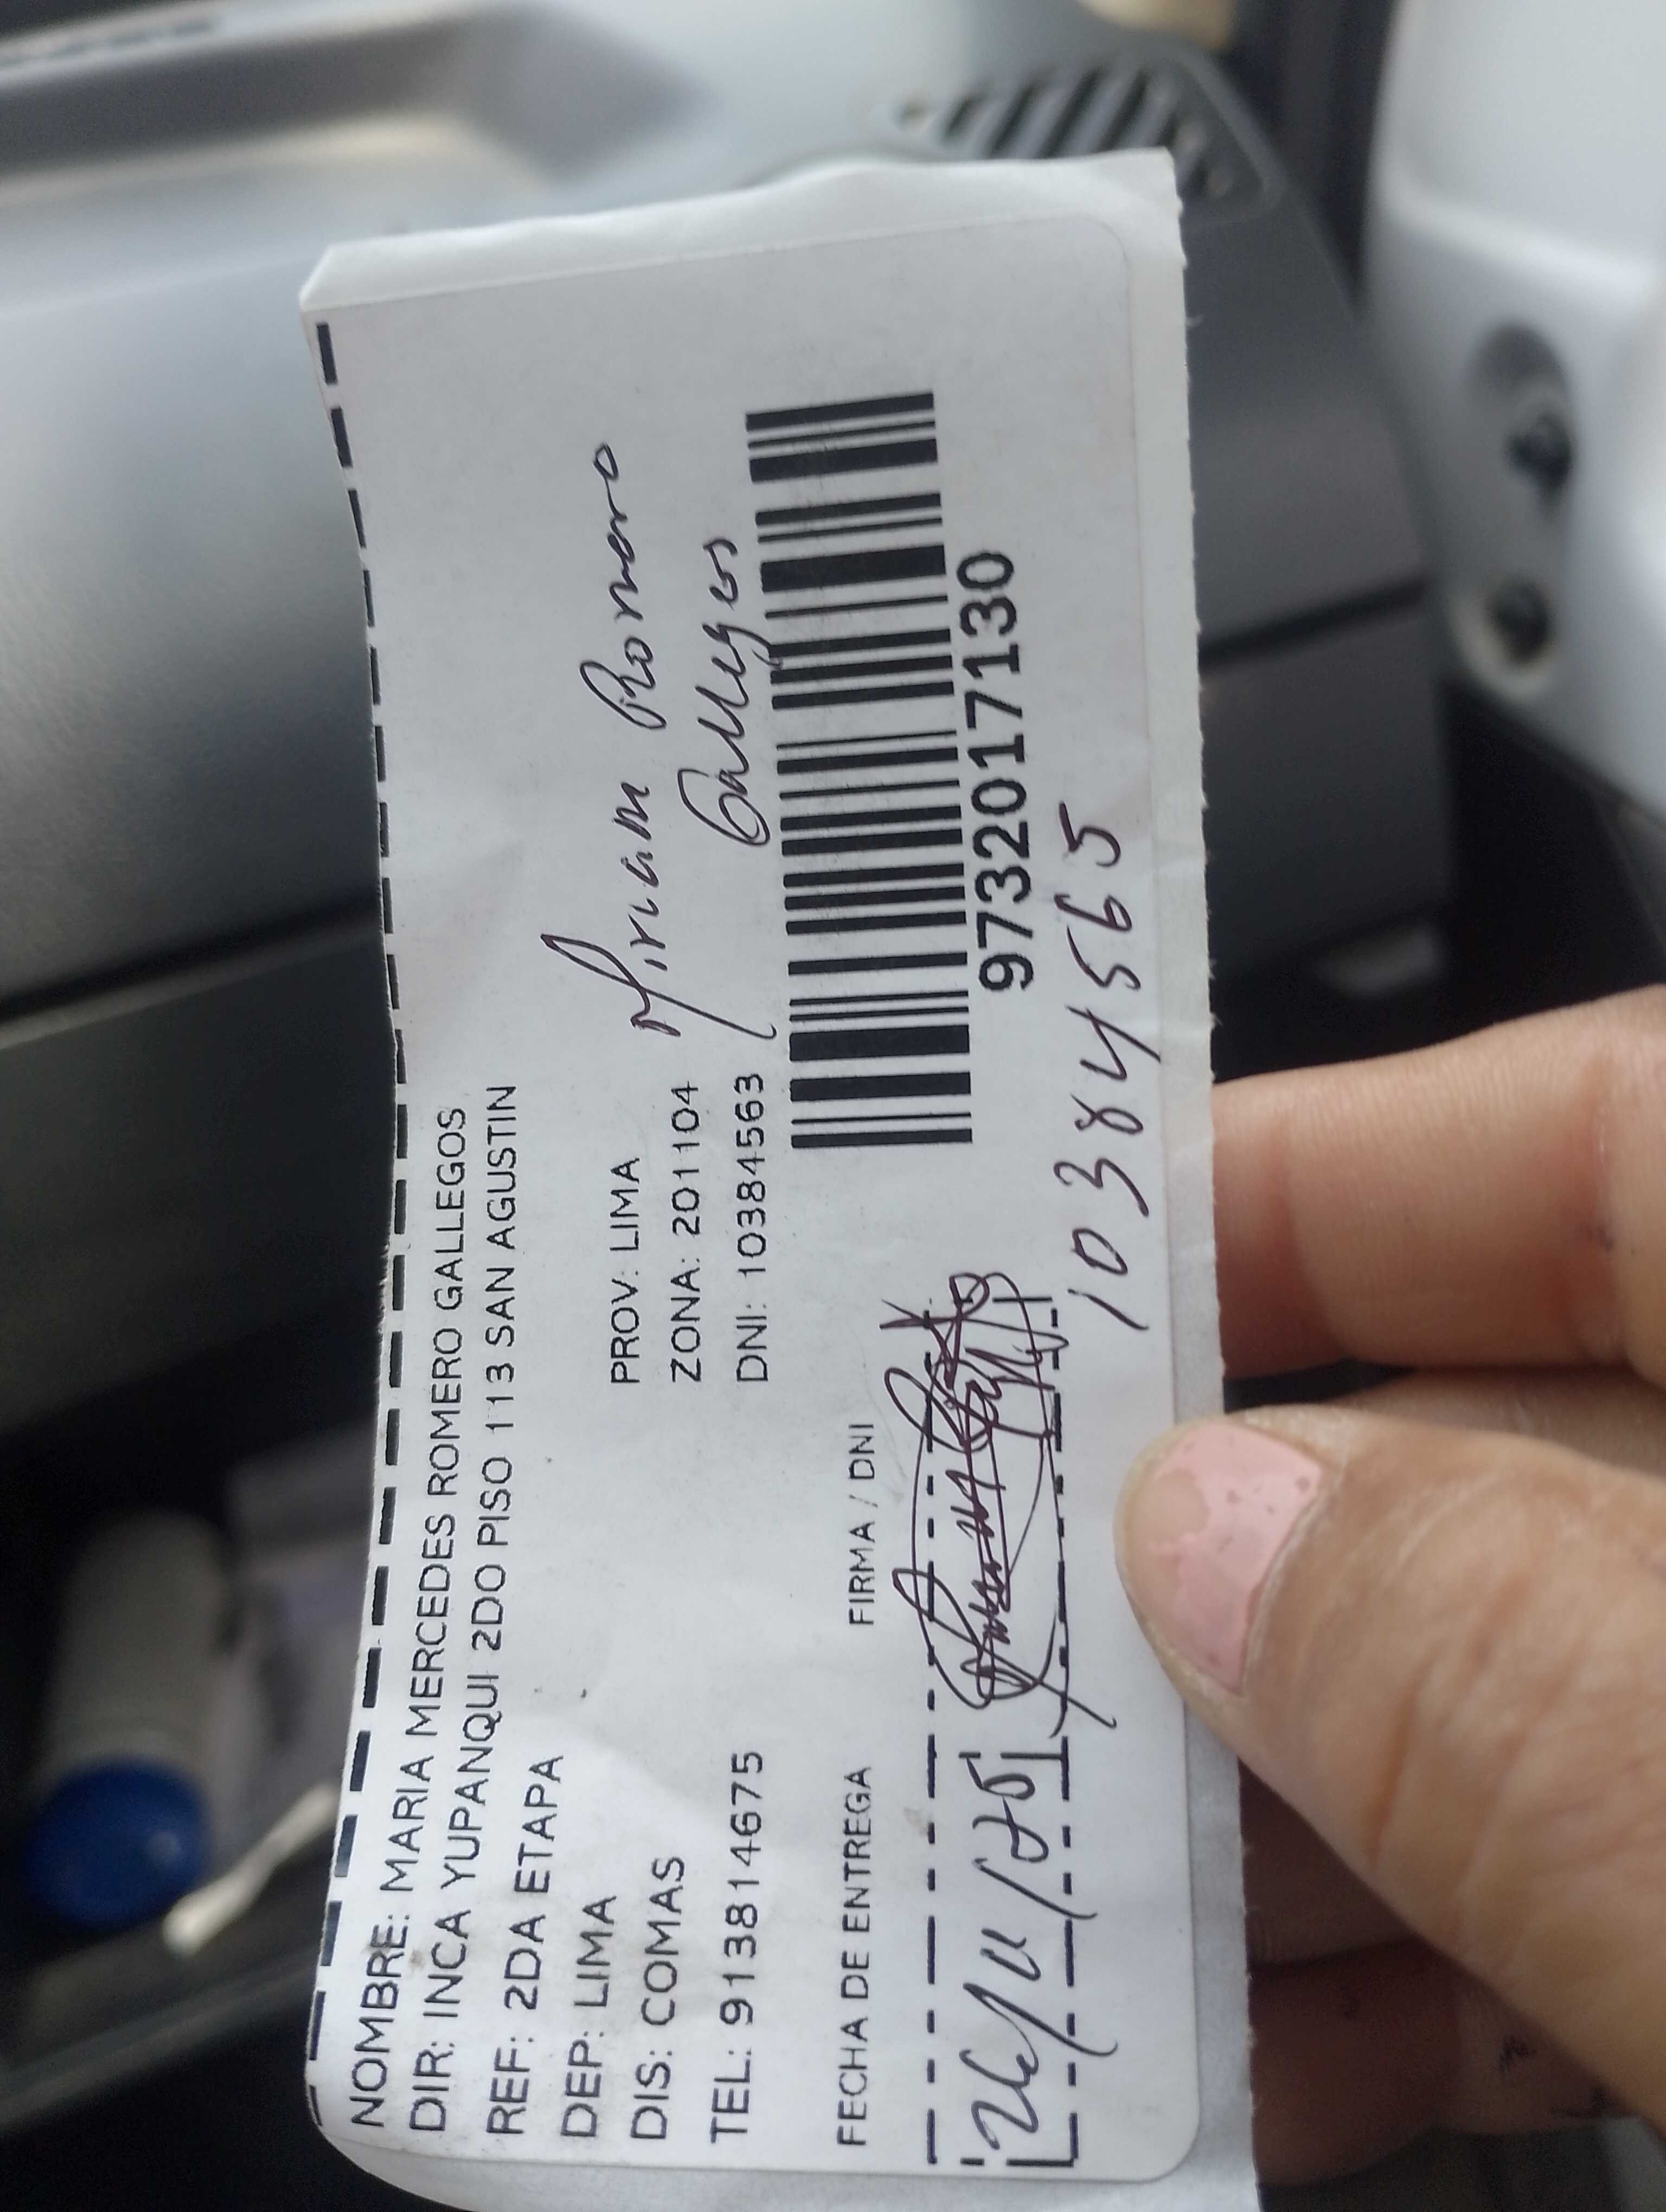 NOMBRE: MARIA MERCEDES ROMERO GALLEGOS
DIR: INCA YUPANQUI 2DO PISO 113 SAN AGUSTIN
REF: 2DA ETAPA
DEP: LIMA PROV: LIMA
DIS: COMAS ZONA: 201104
TEL: 913814675 DNI: 10384563
Miriam Romero
Gallegos
FECHA DE ENTREGA FIRMA / DNI
9732017130
26/11/25
10384565